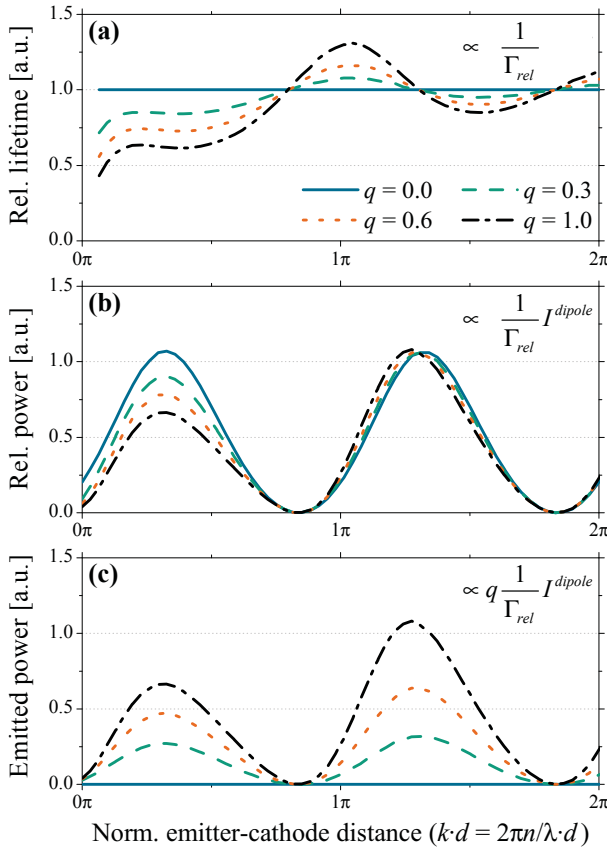 Rel. lifetime [a.u.]
1.5
1.0
0.5
0.0
(a)
∝ 1/Γrel
q = 0.0
q = 0.3
q = 0.6
q = 1.0
0π
1π
2π
Rel. power [a.u.]
1.5
1.0
0.5
0.0
(b)
∝ 1/Γrel I^dipole
0π
1π
2π
Emitted power [a.u.]
1.5
1.0
0.5
0.0
(c)
∝ q 1/Γrel I^dipole
0π
1π
2π
Norm. emitter-cathode distance (k·d = 2πn/λ·d)